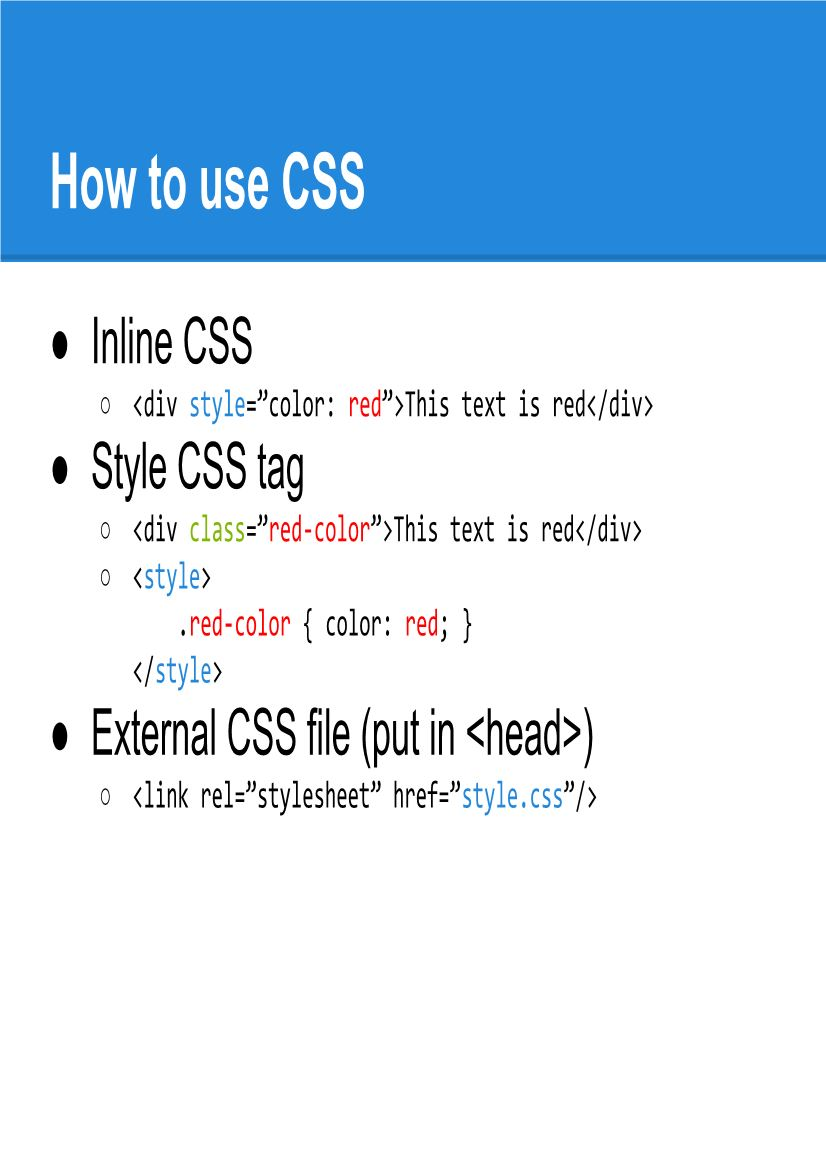 How to use CSS
● Inline CSS
○ <div style=”color: red”>This text is red</div>
● Style CSS tag
○ <div class=”red-color”>This text is red</div>
○ <style>
.red-color { color: red; }
</style>
● External CSS file (put in <head>)
○ <link rel=”stylesheet” href=”style.css”/>